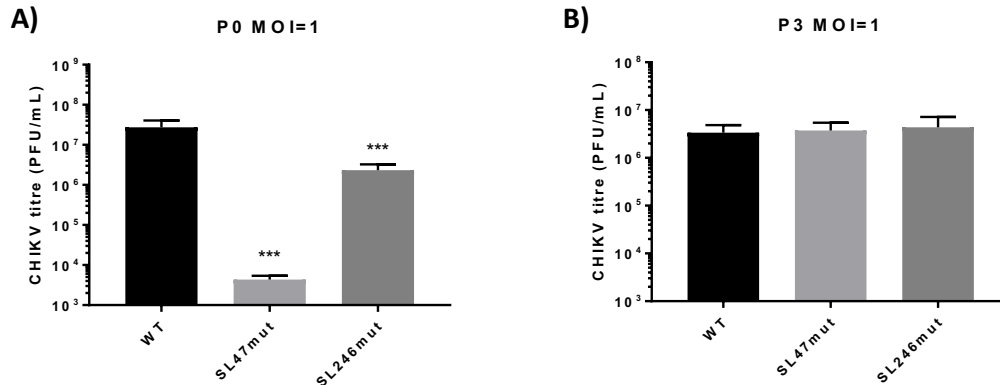 A)
P0 MOI=1
CHIKV titre (PFU/mL)
10⁹
10⁸
10⁷
10⁶
10⁵
10⁴
10³
***
***
WT
SL47mut
SL246mut
B)
P3 MOI=1
CHIKV titre (PFU/mL)
10⁸
10⁷
10⁶
10⁵
10⁴
10³
WT
SL47mut
SL246mut